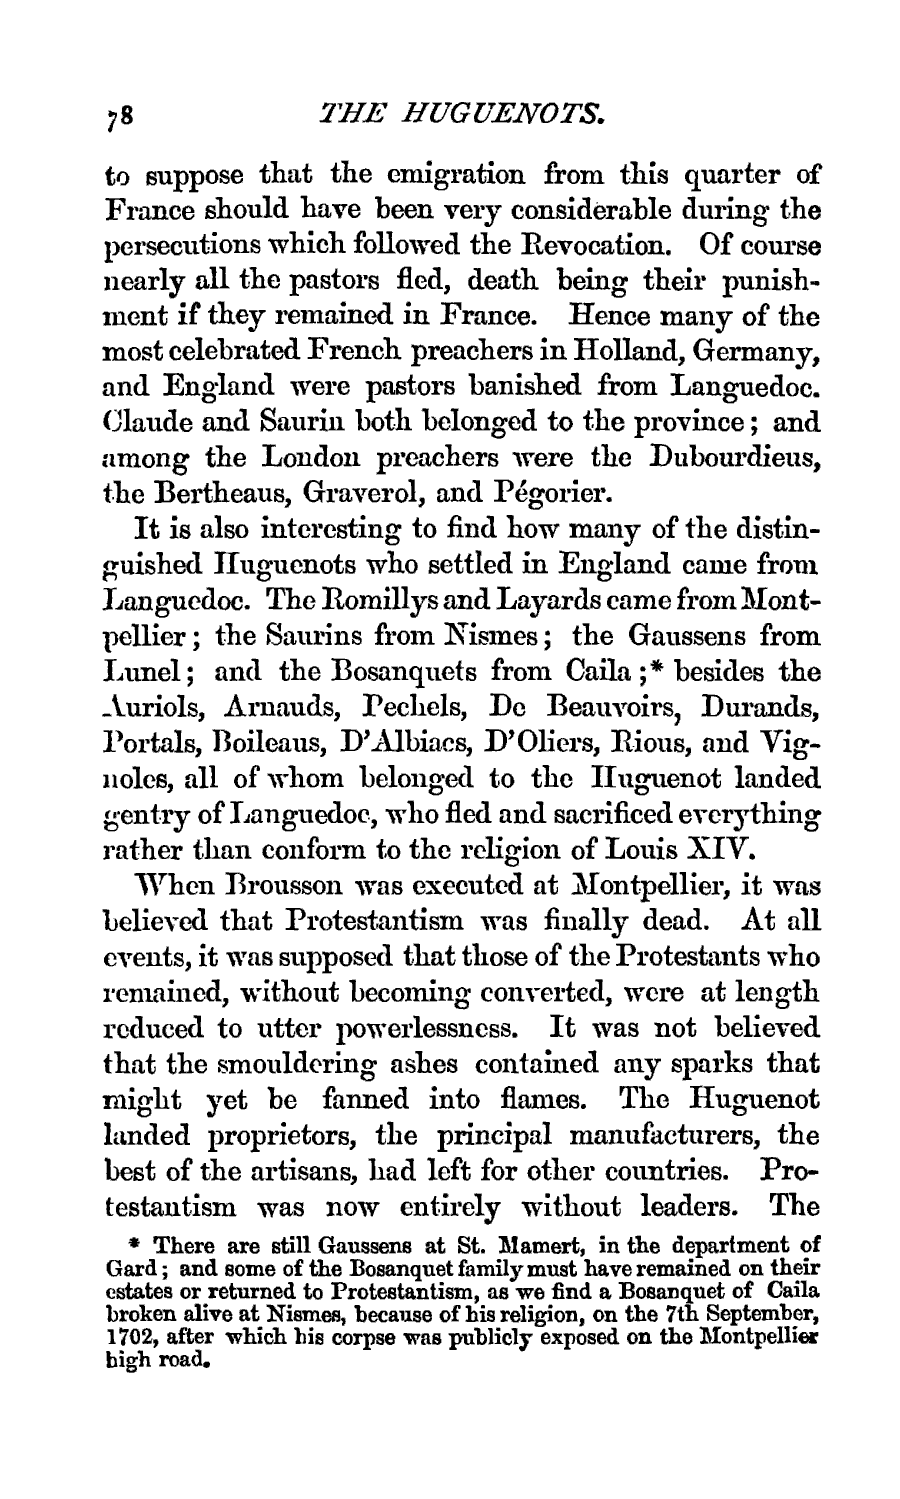 78 THE HUGUENOTS.
to suppose that the emigration from this quarter of
France should have been very considerable during the
persecutions which followed the Revocation. Of course
nearly all the pastors fled, death being their punish-
ment if they remained in France. Hence many of the
most celebrated French preachers in Holland, Germany,
and England were pastors banished from Languedoc.
Claude and Saurin both belonged to the province; and
among the London preachers were the Dubourdieus,
the Bertheaus, Graverol, and Pégorier.
It is also interesting to find how many of the distin-
guished Huguenots who settled in England came from
Languedoc. The Romillys and Layards came from Mont-
pellier; the Saurins from Nismes; the Gaussens from
Lunel; and the Bosanquets from Caila;* besides the
Auriols, Arnauds, Pechels, De Beauvoirs, Durands,
Portals, Boileaus, D'Albiacs, D'Oliers, Rious, and Vig-
noles, all of whom belonged to the Huguenot landed
gentry of Languedoc, who fled and sacrificed everything
rather than conform to the religion of Louis XIV.
When Brousson was executed at Montpellier, it was
believed that Protestantism was finally dead. At all
events, it was supposed that those of the Protestants who
remained, without becoming converted, were at length
reduced to utter powerlessness. It was not believed
that the smouldering ashes contained any sparks that
might yet be fanned into flames. The Huguenot
landed proprietors, the principal manufacturers, the
best of the artisans, had left for other countries. Pro-
testantism was now entirely without leaders. The
* There are still Gaussens at St. Mamert, in the department of
Gard; and some of the Bosanquet family must have remained on their
estates or returned to Protestantism, as we find a Bosanquet of Caila
broken alive at Nismes, because of his religion, on the 7th September,
1702, after which his corpse was publicly exposed on the Montpellier
high road.